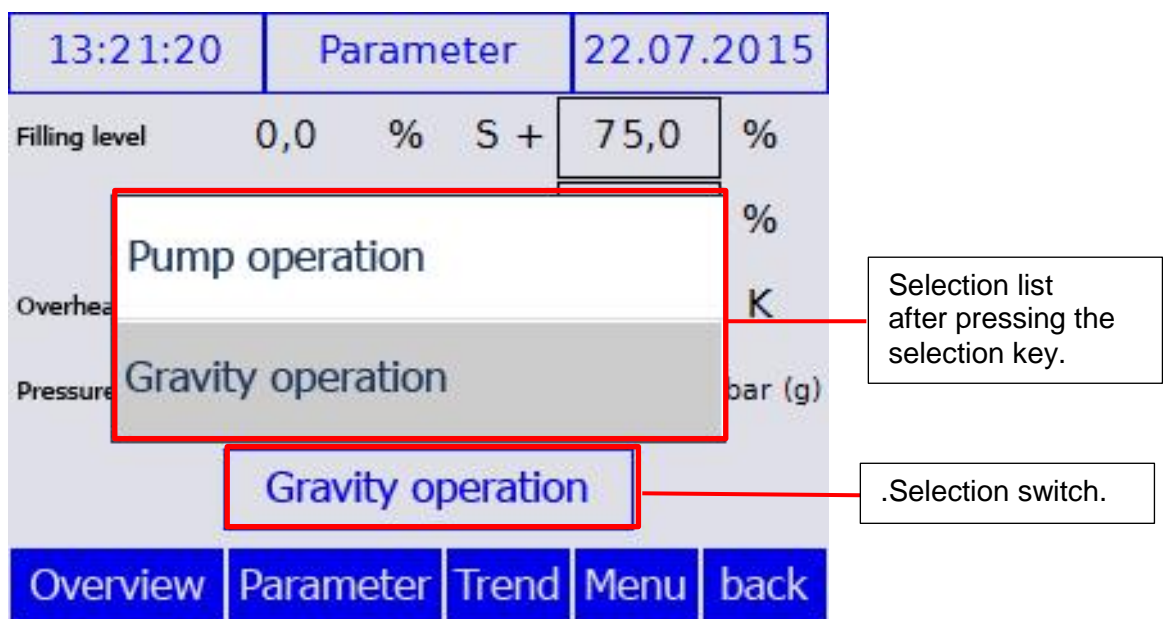 13:21:20 Parameter 22.07.2015
Filling level 0,0 % S + 75,0 %
%
Pump operation
Overhea K
Gravity operation
Pressure bar (g)
Gravity operation
Overview Parameter Trend Menu back
Selection list
after pressing the
selection key.
.Selection switch.